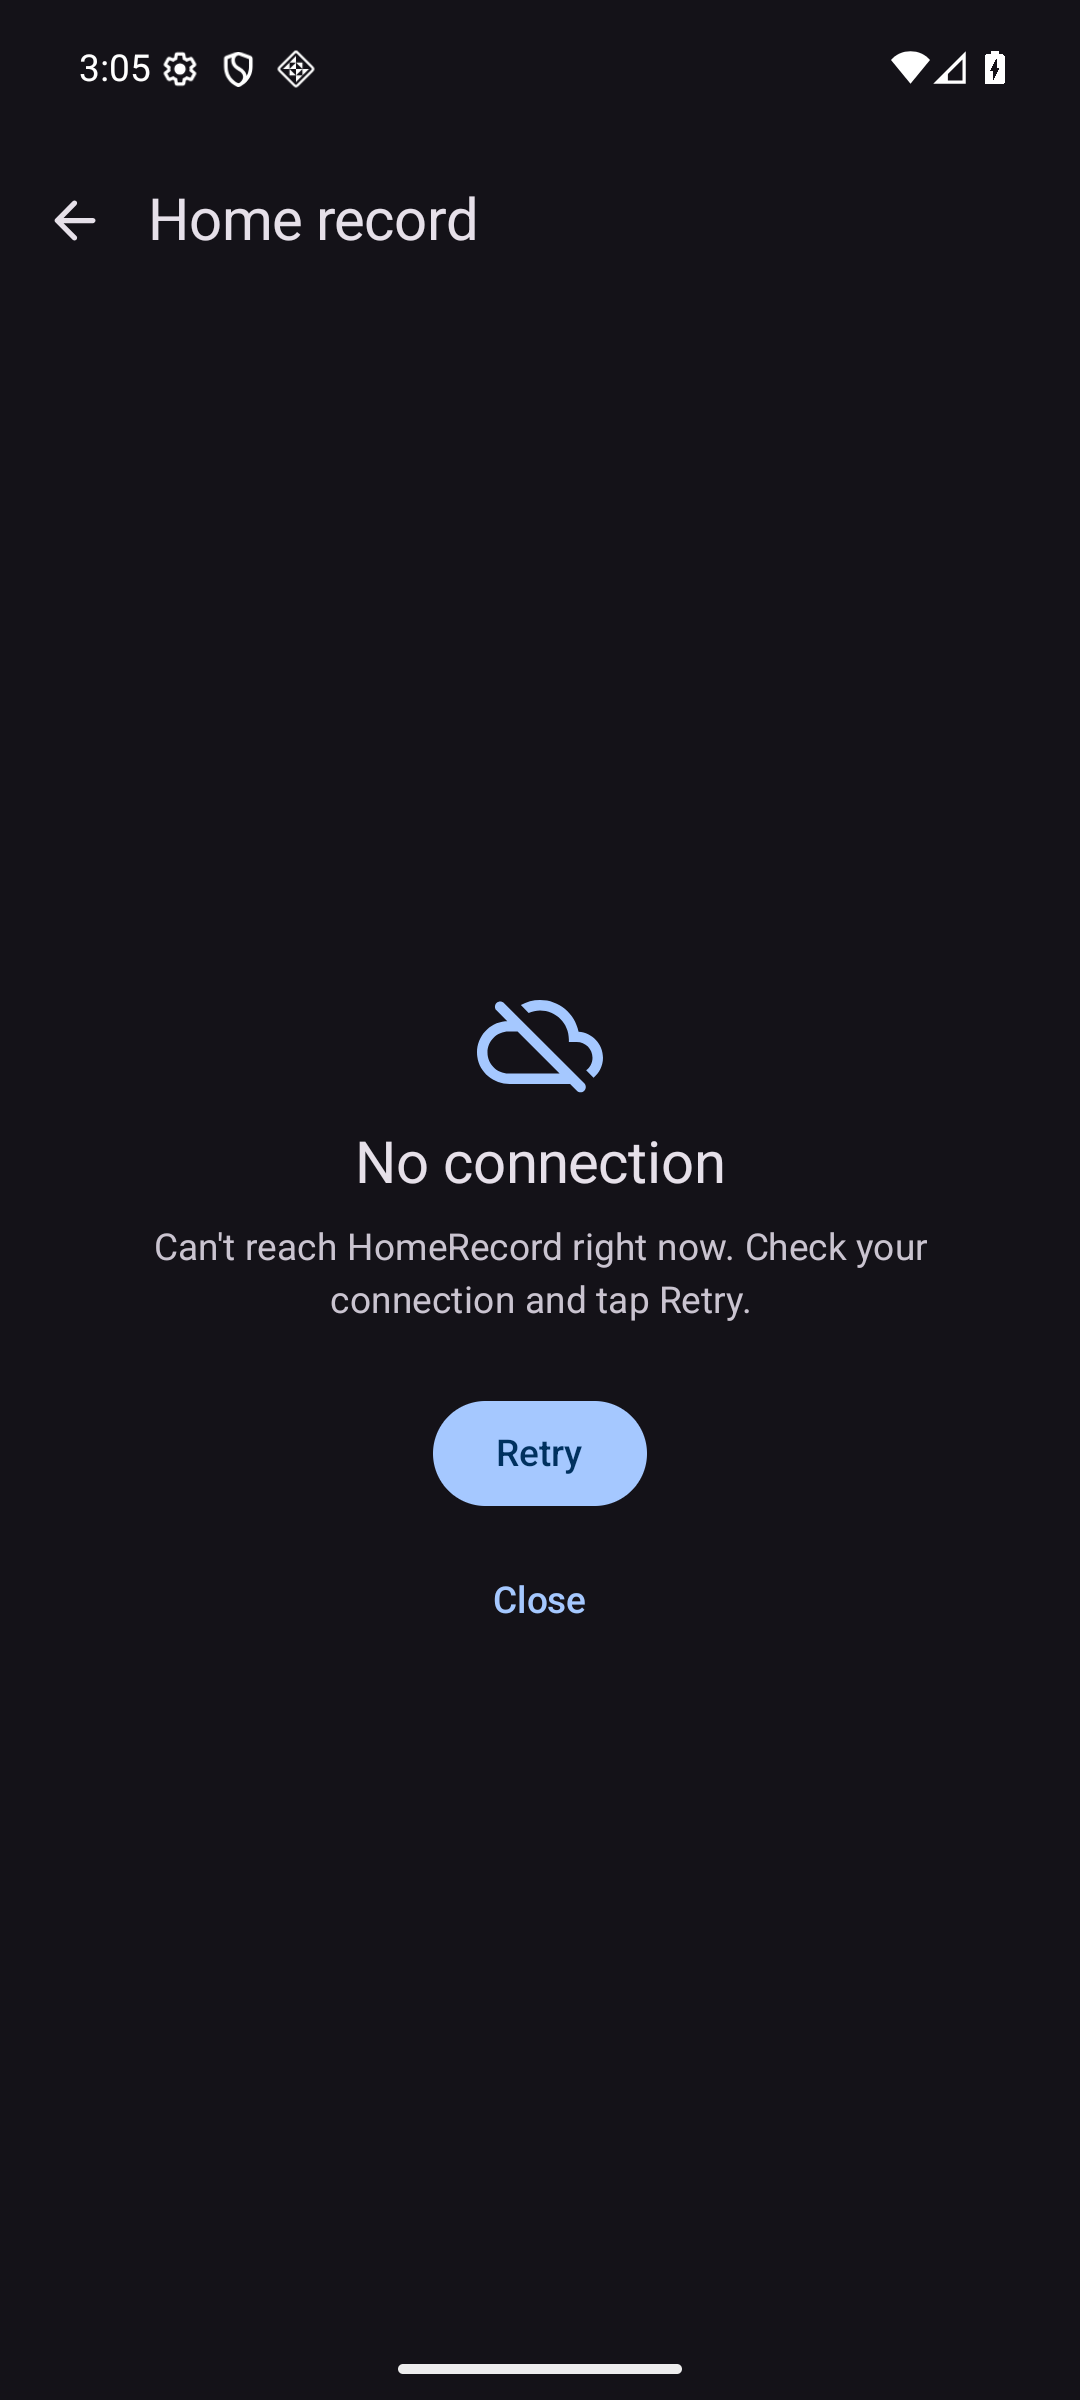 3:05
Home record
No connection
Can't reach HomeRecord right now. Check your
connection and tap Retry.
Retry
Close